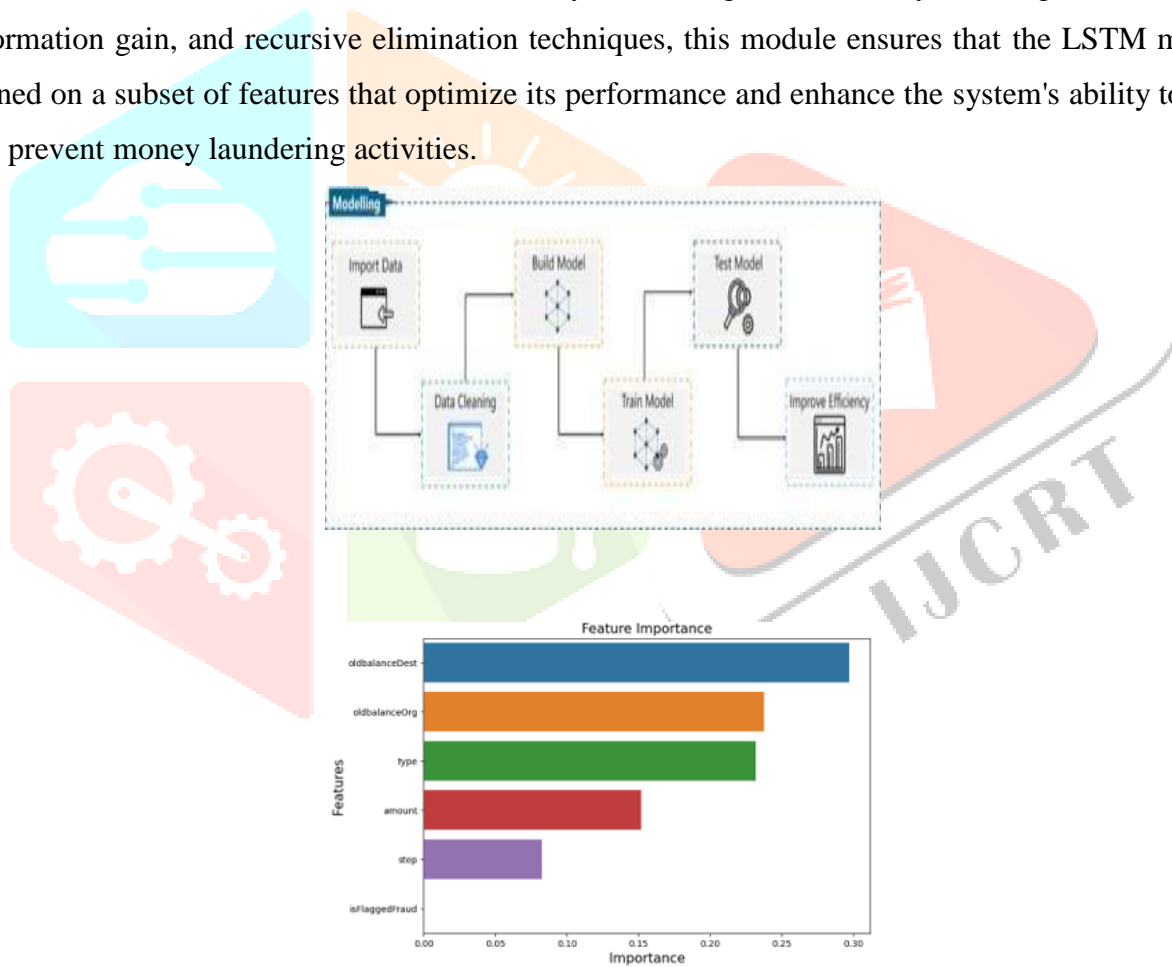 ormation gain, and recursive elimination techniques, this module ensures that the LSTM m
ned on a subset of features that optimize its performance and enhance the system's ability to
prevent money laundering activities.
Modelling
Import Data
Build Model
Test Model
Data Cleaning
Train Model
Improve Efficiency
IJCRT
Feature Importance
oldbalanceDest
oldbalanceOrg
type
amount
step
isFlaggedFraud
Features
0.00 0.05 0.10 0.15 0.20 0.25 0.30
Importance